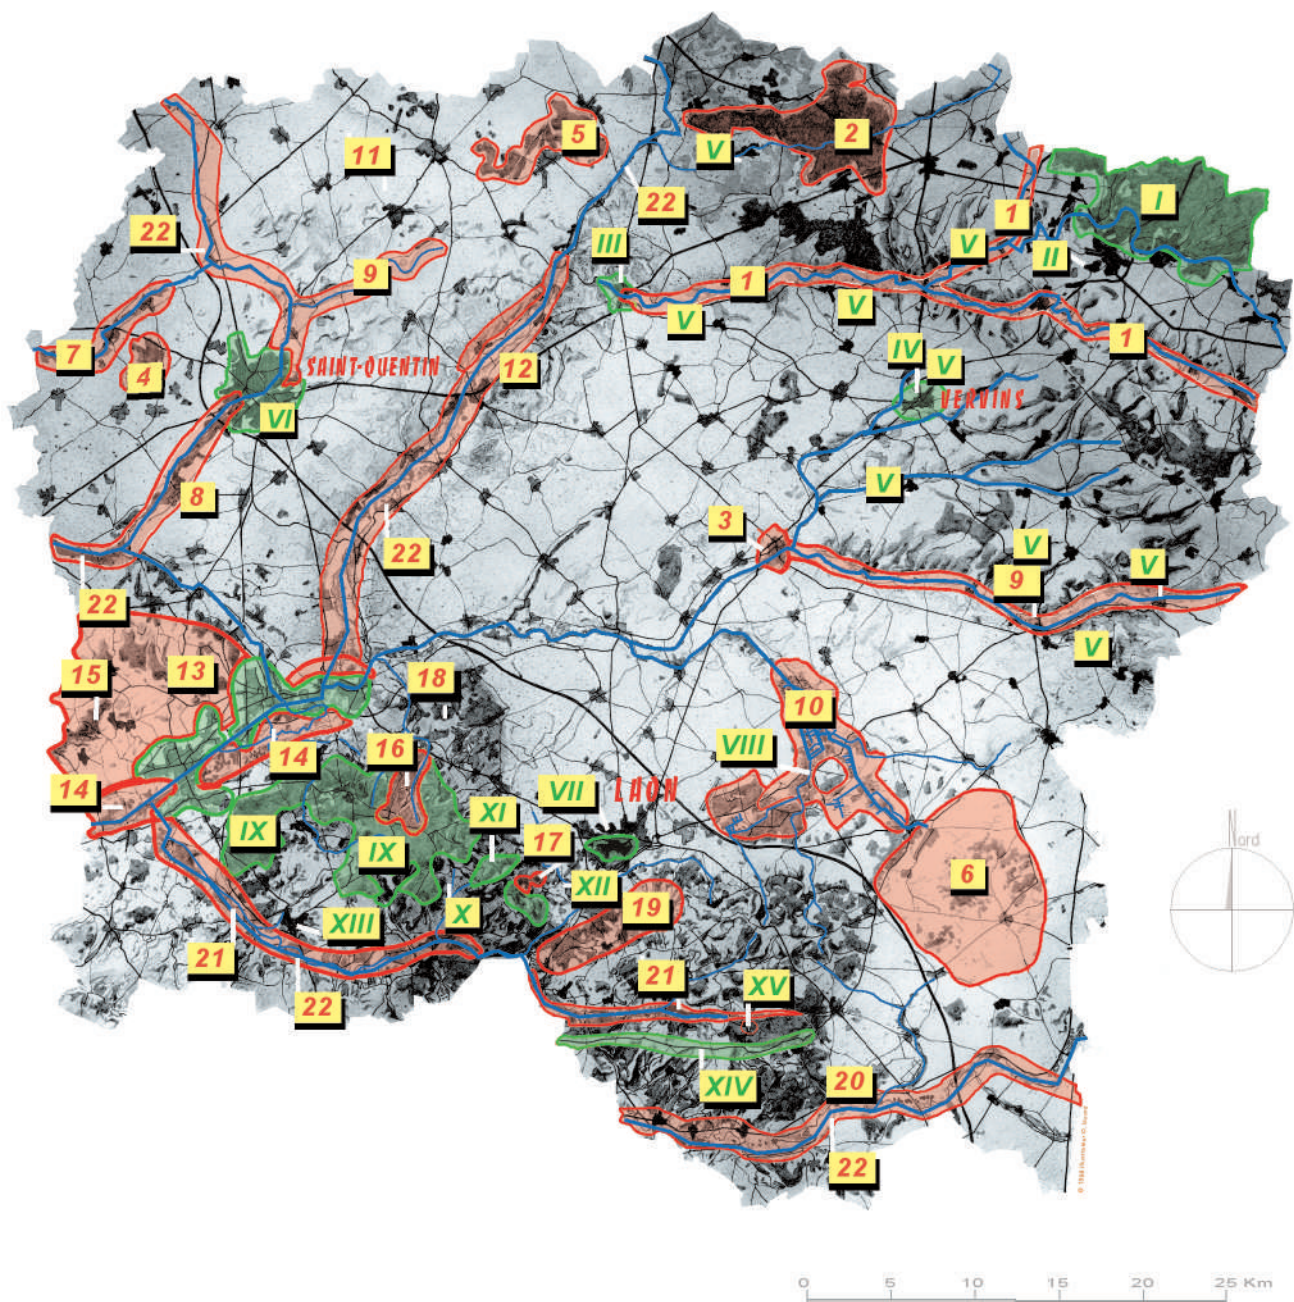 5
2
11
V
I
22
22
1
III
V
II
9
1
V
V
7
4
SAINT-QUENTIN
12
IV
V
1
VERVINS
VI
8
V
3
22
V
9
V
22
V
15
13
18
10
14
16
VIII
14
VII
LAON
XI
17
IX
IX
6
XII
X
XIII
19
21
21
XV
22
XIV
20
22
Nord
0 5 10 15 20 25 Km